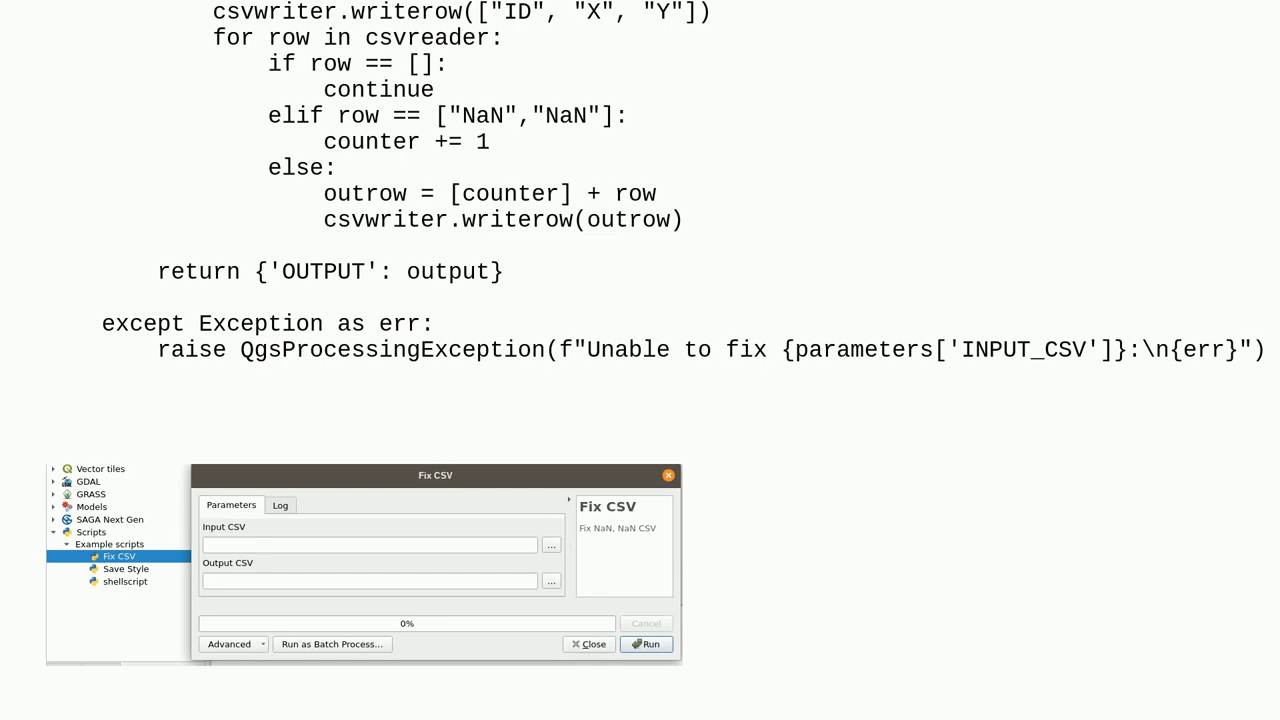 csvwriter.writerow(["ID", "X", "Y"])
for row in csvreader:
if row == []:
continue
elif row == ["NaN","NaN"]:
counter += 1
else:
outrow = [counter] + row
csvwriter.writerow(outrow)
return {'OUTPUT': output}
except Exception as err:
raise QgsProcessingException(f"Unable to fix {parameters['INPUT_CSV']}:\n{err}")
Vector tiles
GDAL
GRASS
Models
SAGA Next Gen
Scripts
Example scripts
Fix CSV
Save Style
shellscript
Fix CSV
Parameters
Log
Input CSV
...
Output CSV
...
Fix CSV
Fix NaN, NaN CSV
0%
Cancel
Advanced
Run as Batch Process...
Close
Run